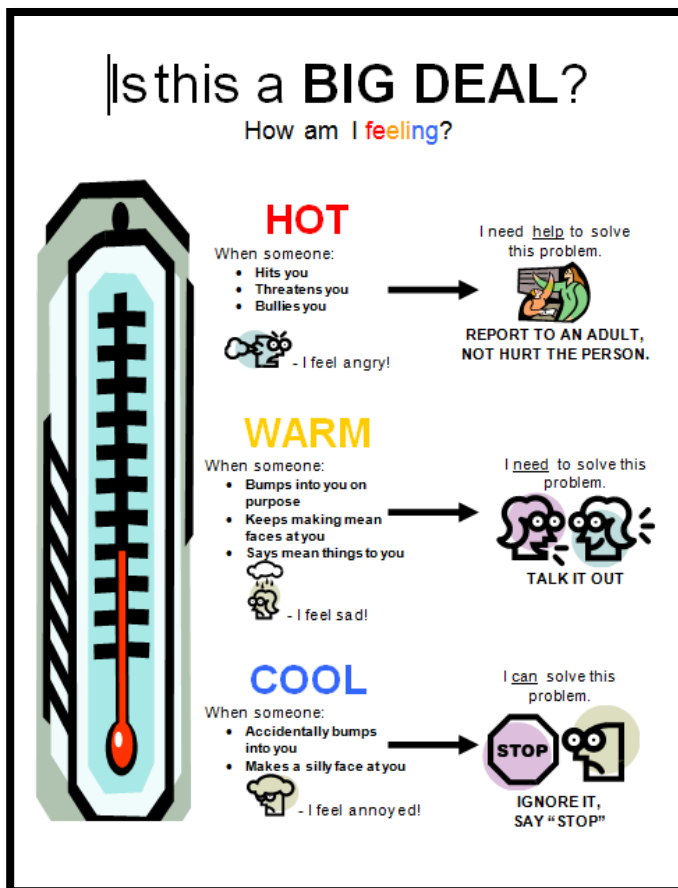 Is this a BIG DEAL?
How am I feeling?
HOT
When someone:
• Hits you
• Threatens you
• Bullies you
- I feel angry!
I need help to solve
this problem.
REPORT TO AN ADULT,
NOT HURT THE PERSON.
WARM
When someone:
• Bumps into you on
purpose
• Keeps making mean
faces at you
• Says mean things to you
- I feel sad!
I need to solve this
problem.
TALK IT OUT
COOL
When someone:
• Accidentally bumps
into you
• Makes a silly face at you
- I feel annoyed!
I can solve this
problem.
STOP
IGNORE IT,
SAY “STOP”